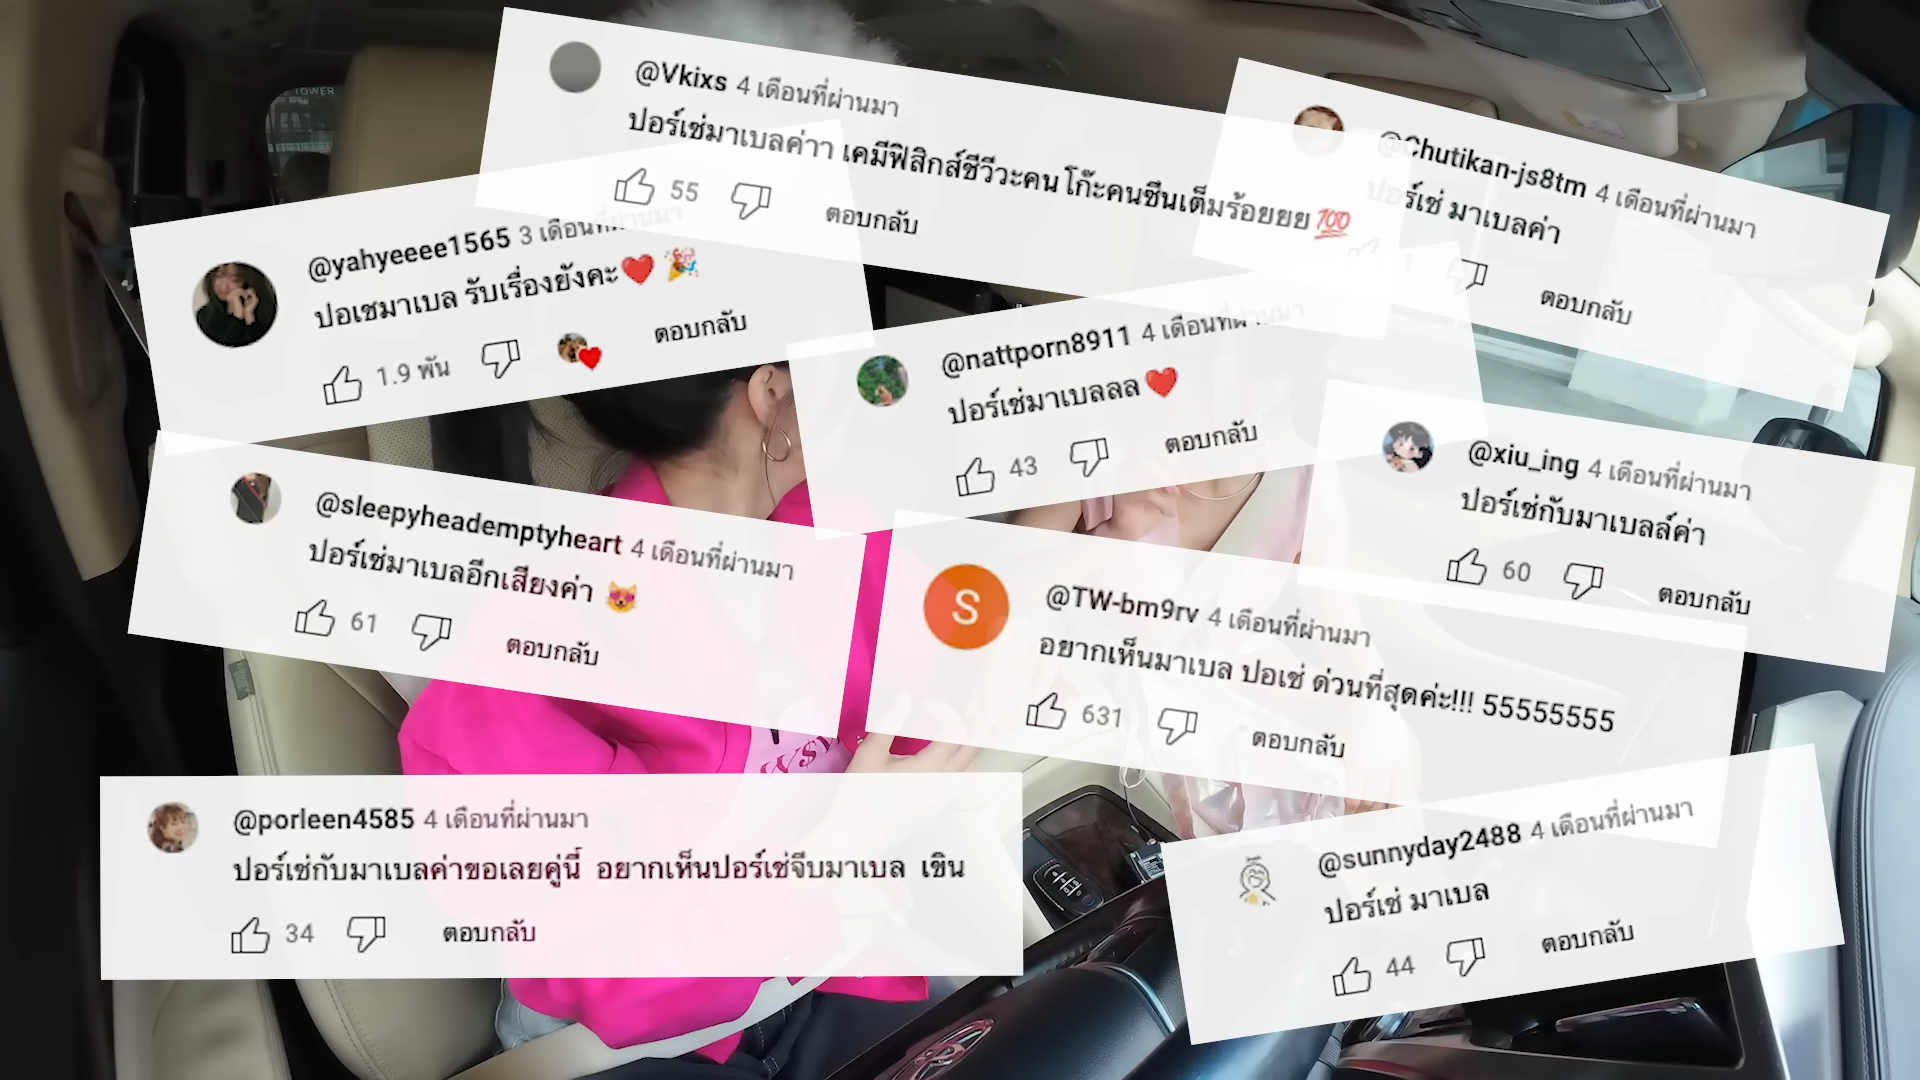 @Vkixs 4 เดือนที่ผ่านมา
ปอร์เช่มาเบลค่าา เคมีฟิสิกส์ชีวีวะคน โก๊ะคนซึนเต็มร้อยยย💯
55 ตอบกลับ
@Chutikan-js8tm 4 เดือนที่ผ่านมา
ปอร์เช่ มาเบลค่า
1 ตอบกลับ
@yahyeeee1565 3 เดือนที่ผ่านมา
ปอเชมาเบล รับเรื่องยังคะ❤️ 🎉
1.9 พัน ตอบกลับ
@nattporn8911 4 เดือนที่ผ่านมา
ปอร์เช่มาเบลลล❤️
43 ตอบกลับ
@xiu_ing 4 เดือนที่ผ่านมา
ปอร์เช่กับมาเบลล์ค่า
60 ตอบกลับ
@sleepyheademptyheart 4 เดือนที่ผ่านมา
ปอร์เช่มาเบลอีกเสียงค่า 😻
61 ตอบกลับ
S
@TW-bm9rv 4 เดือนที่ผ่านมา
อยากเห็นมาเบล ปอเช่ ด่วนที่สุดค่ะ!!! 55555555
631 ตอบกลับ
@porleen4585 4 เดือนที่ผ่านมา
ปอร์เช่กับมาเบลค่าขอเลยคู่นี้ อยากเห็นปอร์เช่จีบมาเบล เขิน
34 ตอบกลับ
@sunnyday2488 4 เดือนที่ผ่านมา
ปอร์เช่ มาเบล
44 ตอบกลับ
TOWER